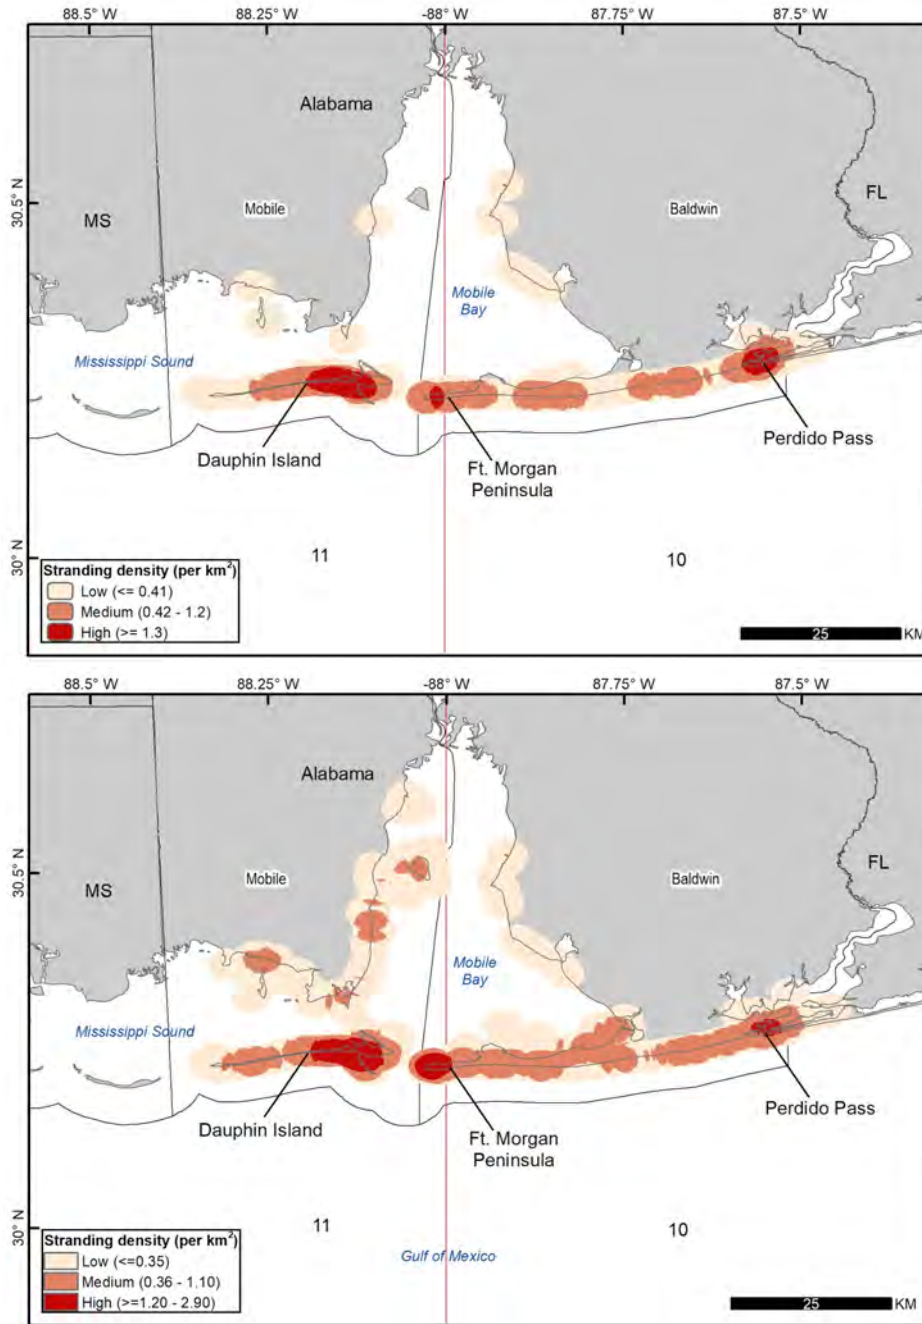 88.5° W
88.25° W
-88°
87.75° W
87.5° W
Alabama
30.5° N
MS
Mobile
Baldwin
FL
Mobile
Bay
Mississippi Sound
Dauphin Island
Ft. Morgan
Peninsula
Perdido Pass
30° N
11
10
Stranding density (per km²)
Low (<= 0.41)
Medium (0.42 - 1.2)
High (>= 1.3)
25
KM
88.5° W
88.25° W
-88°
87.75° W
87.5° W
Alabama
30.5° N
MS
Mobile
Baldwin
FL
Mobile
Bay
Mississippi Sound
Dauphin Island
Ft. Morgan
Peninsula
Perdido Pass
30° N
11
10
Gulf of Mexico
Stranding density (per km²)
Low (<=0.35)
Medium (0.36 - 1.10)
High (>=1.20 - 2.90)
25
KM